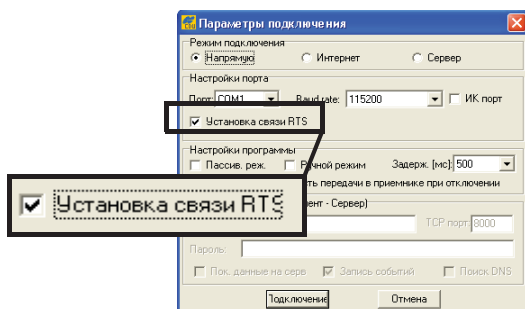 Параметры подключения
Режим подключения
Напрямую Интернет Сервер
Настройки порта
Порт: COM1 Baud rate: 115200 ИК порт
Установка связи RTS
Настройки программы
Пассив. реж. Ручной режим Задерж. [мс]: 500
передачи в приемнике при отключении
Установка связи RTS
Сервер)
TCP порт: 8000
Пароль:
Пок. данные на серв Запись событий Поиск DNS
Подключение Отмена